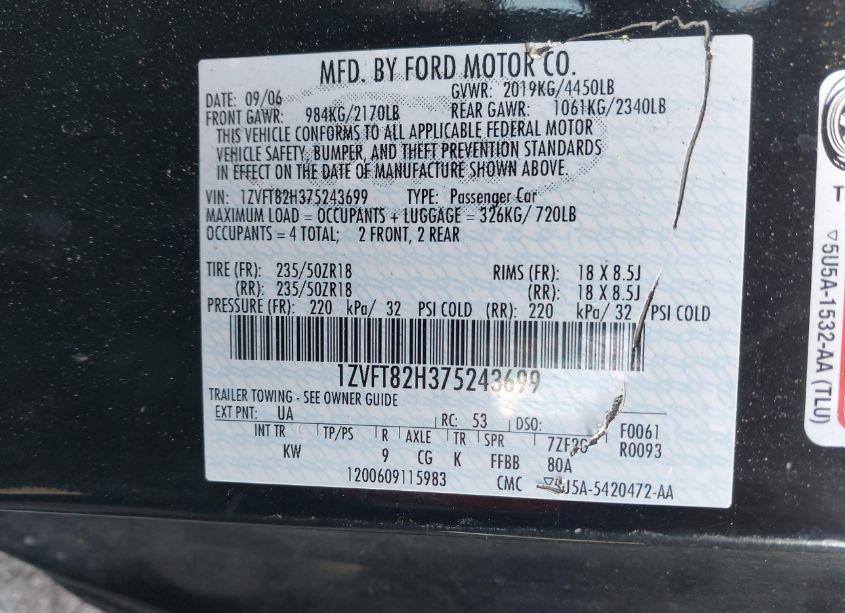 MFD. BY FORD MOTOR CO.
DATE: 09/06 GVWR: 2019KG/4450LB
FRONT GAWR: 984KG/2170LB REAR GAWR: 1061KG/2340LB
THIS VEHICLE CONFORMS TO ALL APPLICABLE FEDERAL MOTOR
VEHICLE SAFETY, BUMPER, AND THEFT PREVENTION STANDARDS
IN EFFECT ON THE DATE OF MANUFACTURE SHOWN ABOVE.
VIN: 1ZVFT82H375243699 TYPE: Passenger Car
MAXIMUM LOAD = OCCUPANTS + LUGGAGE = 326KG/ 720LB
OCCUPANTS = 4 TOTAL; 2 FRONT, 2 REAR
TIRE (FR): 235/50ZR18 RIMS (FR): 18 X 8.5J
(RR): 235/50ZR18 (RR): 18 X 8.5J
PRESSURE (FR): 220 kPa/ 32 PSI COLD (RR): 220 kPa/ 32 PSI COLD
1ZVFT82H375243699
TRAILER TOWING - SEE OWNER GUIDE
EXT PNT: UA RC: 53 DSO: F0061
INT TR TP/PS R AXLE TR SPR R0093
KW 9 CG K FFBB 80A
1200609115983 CMC 5U5A-5420472-AA
5U5A-1532-AA (TLU)